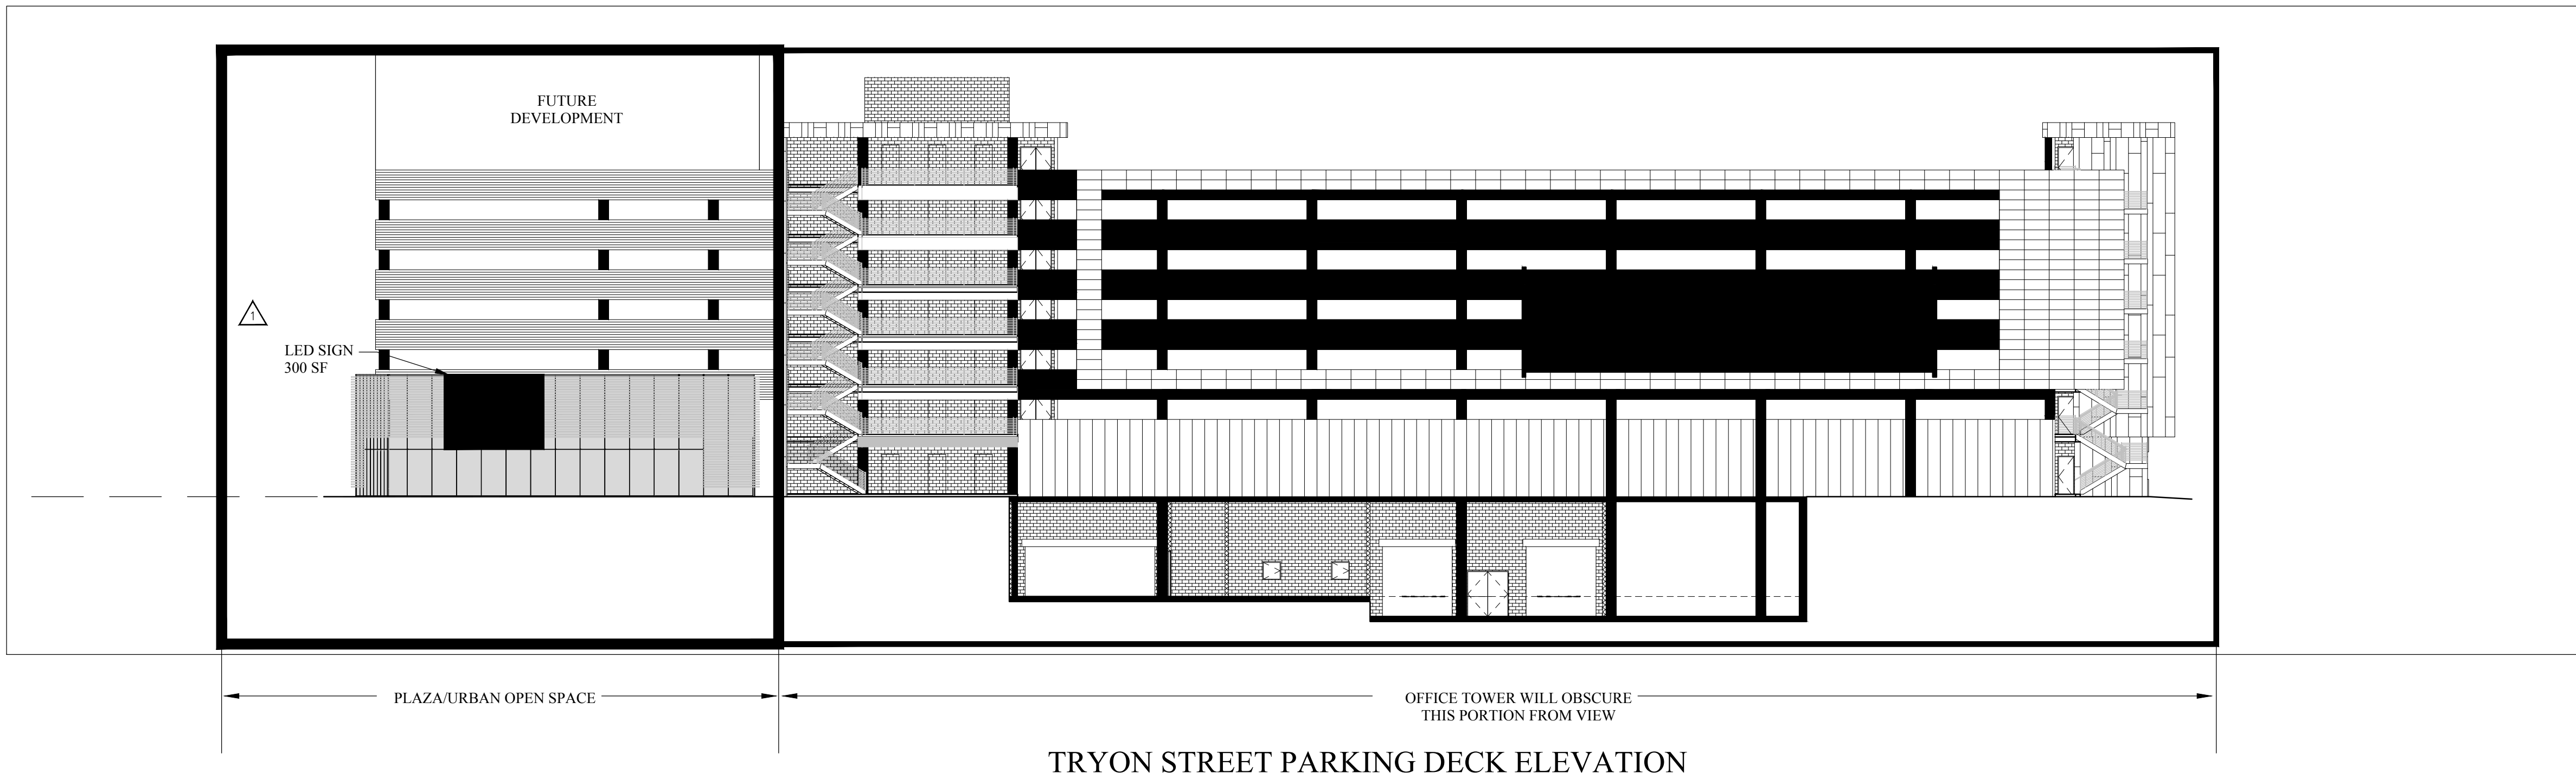 FUTURE
DEVELOPMENT
1
LED SIGN
300 SF
PLAZA/URBAN OPEN SPACE
OFFICE TOWER WILL OBSCURE
THIS PORTION FROM VIEW
TRYON STREET PARKING DECK ELEVATION